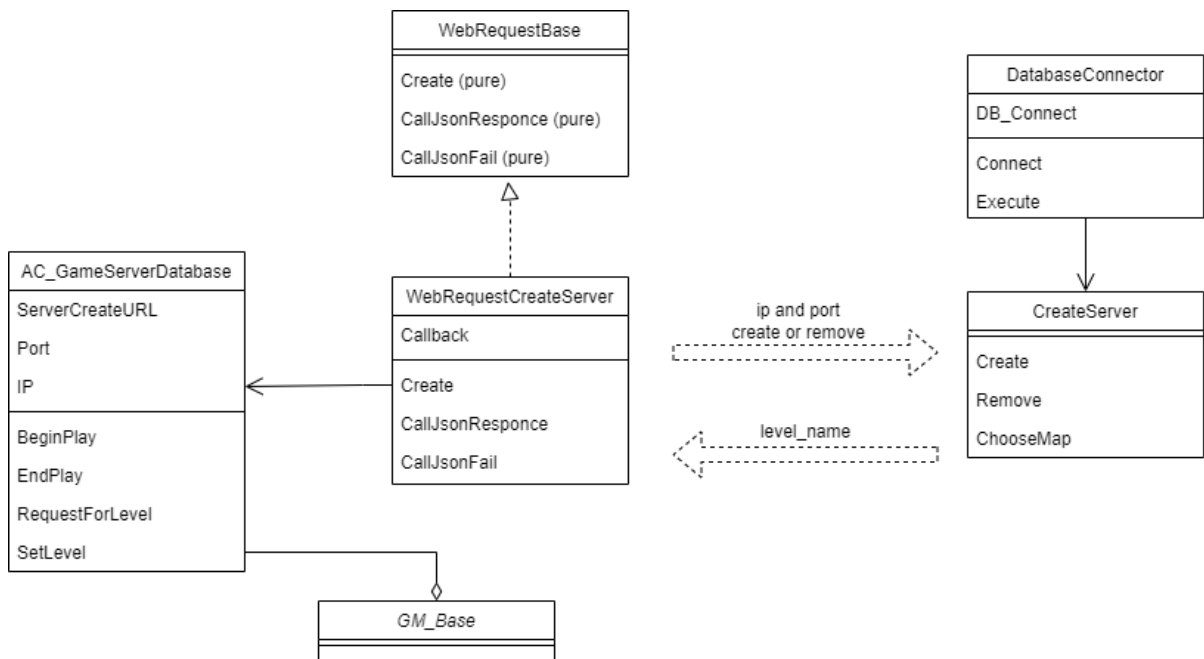 WebRequestBase
Create (pure)
CallJsonResponce (pure)
CallJsonFail (pure)
DatabaseConnector
DB_Connect
Connect
Execute
AC_GameServerDatabase
ServerCreateURL
Port
IP
BeginPlay
EndPlay
RequestForLevel
SetLevel
WebRequestCreateServer
Callback
Create
CallJsonResponce
CallJsonFail
ip and port
create or remove
level_name
CreateServer
Create
Remove
ChooseMap
GM_Base